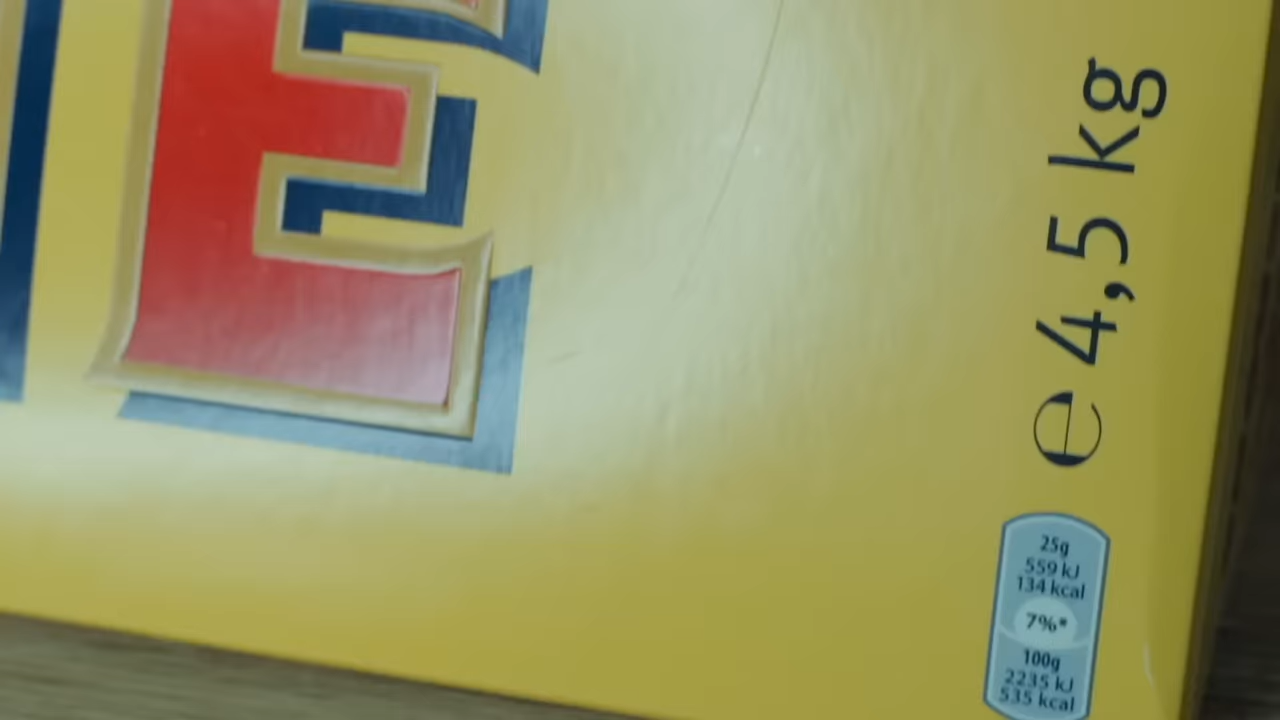 E
e 4,5 kg
25g
559 kJ
134 kcal
7%*
100g
2235 kJ
535 kcal